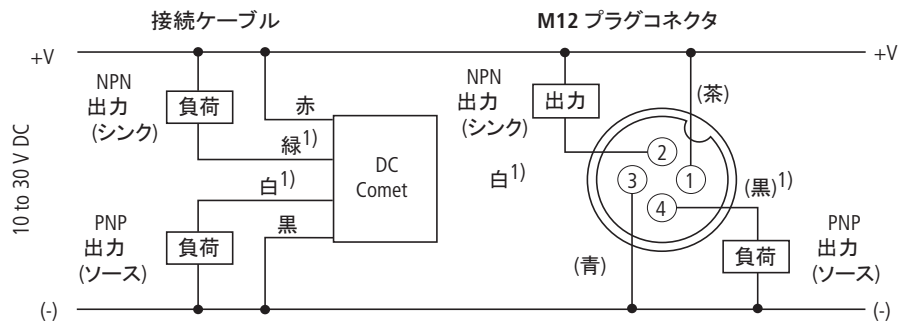 接続ケーブル
M12 プラグコネクタ
+V
+V
10 to 30 V DC
NPN
出力
(シンク)
負荷
赤
緑1)
白1)
黒
DC
Comet
PNP
出力
(ソース)
負荷
NPN
出力
(シンク)
出力
(茶)
白1)
2
3
1
4
(黒)1)
(青)
負荷
PNP
出力
(ソース)
(-)
(-)